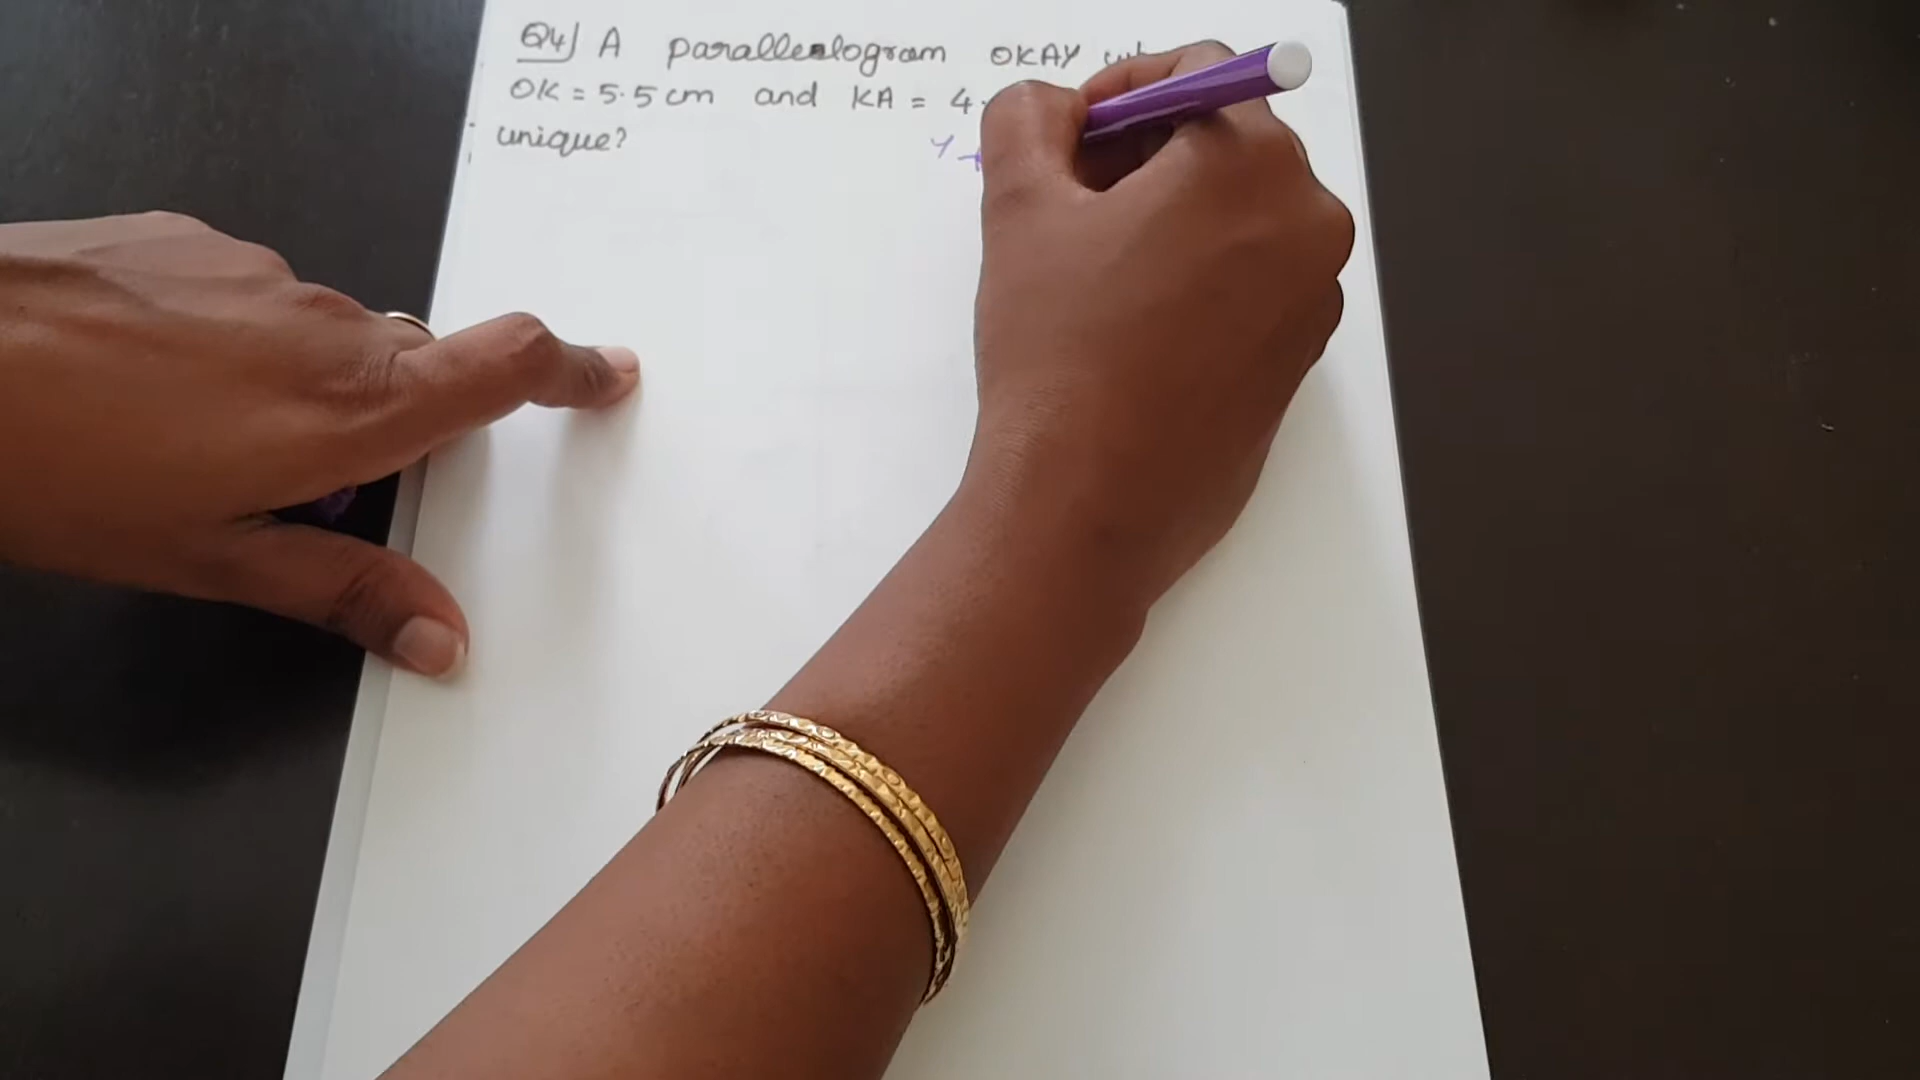 Q4) A parallelogram OKAY
OK = 5.5 cm and KA = 4.
unique?
Y